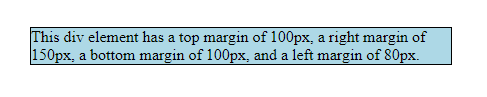 This div element has a top margin of 100px, a right margin of
150px, a bottom margin of 100px, and a left margin of 80px.